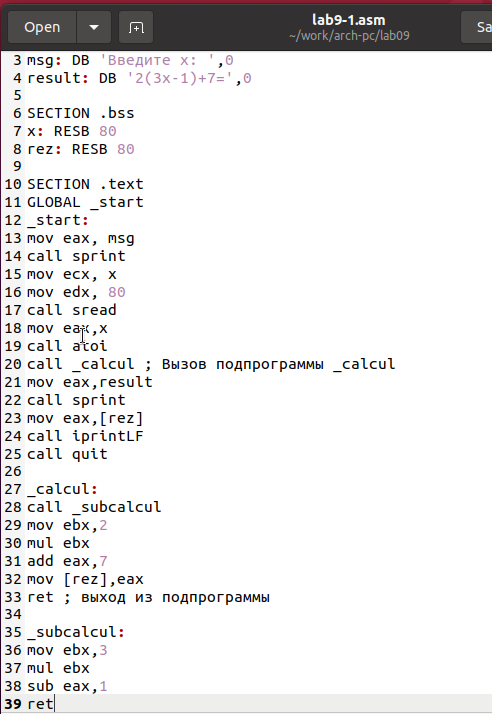 Open
lab9-1.asm
~/work/arch-pc/lab09
Sa
3 msg: DB 'Введите x: ',0
4 result: DB '2(3x-1)+7=',0
5
6 SECTION .bss
7 x: RESB 80
8 rez: RESB 80
9
10 SECTION .text
11 GLOBAL _start
12 _start:
13 mov eax, msg
14 call sprint
15 mov ecx, x
16 mov edx, 80
17 call sread
18 mov eax,x
19 call atoi
20 call _calcul ; Вызов подпрограммы _calcul
21 mov eax,result
22 call sprint
23 mov eax,[rez]
24 call iprintLF
25 call quit
26
27 _calcul:
28 call _subcalcul
29 mov ebx,2
30 mul ebx
31 add eax,7
32 mov [rez],eax
33 ret ; выход из подпрограммы
34
35 _subcalcul:
36 mov ebx,3
37 mul ebx
38 sub eax,1
39 ret